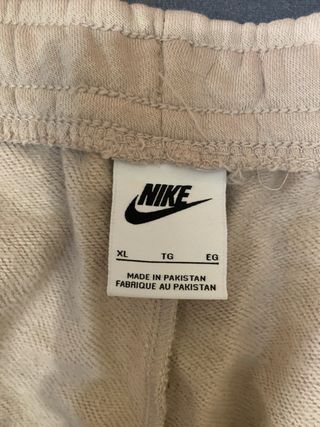 NIKE
XL TG EG
MADE IN PAKISTAN
FABRIQUE AU PAKISTAN